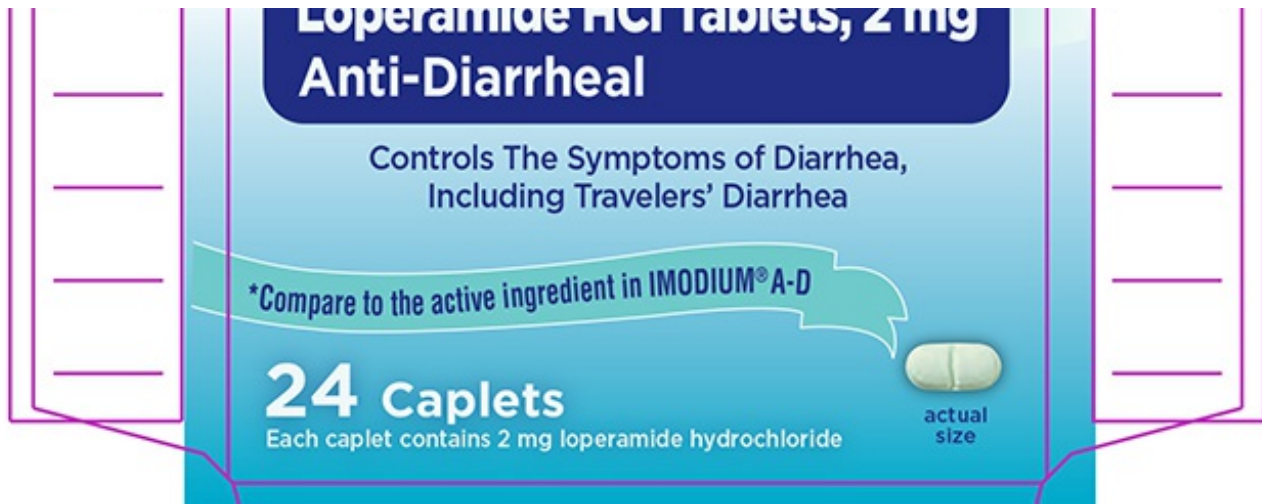 Loperamide HCl Tablets, 2 mg
Anti-Diarrheal
Controls The Symptoms of Diarrhea,
Including Travelers’ Diarrhea
*Compare to the active ingredient in IMODIUM® A-D
24 Caplets
Each caplet contains 2 mg loperamide hydrochloride
actual
size